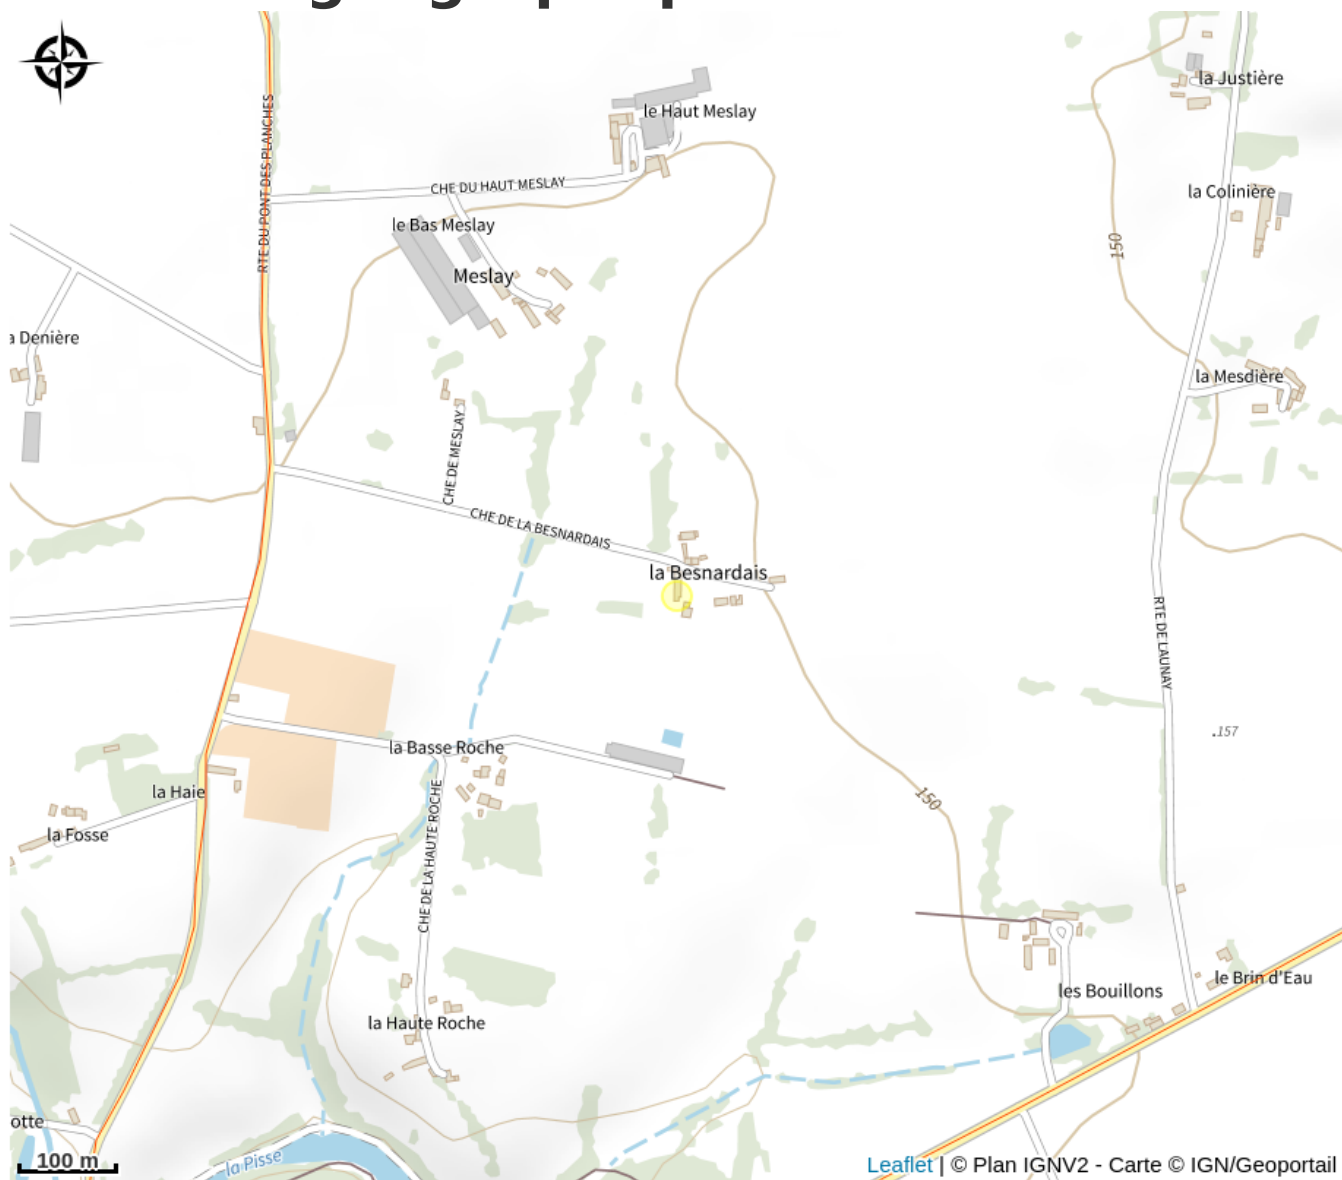 la Justière
le Haut Meslay
RTE DU PONT DES PLANCHES
CHE DU HAUT MESLAY
la Colinière
le Bas Meslay
150
Meslay
a Denière
la Mesdière
CHE DE MESLAY
CHE DE LA BESNARDAIS
la Besnardais
RTE DE LAUNAY
.157
la Basse Roche
la Haie
150
la Fosse
CHE DE LA HAUTE ROCHE
le Brin d'Eau
les Bouillons
la Haute Roche
otte
la Pisse
100 m
Leaflet | © Plan IGNV2 - Carte © IGN/Geoportail